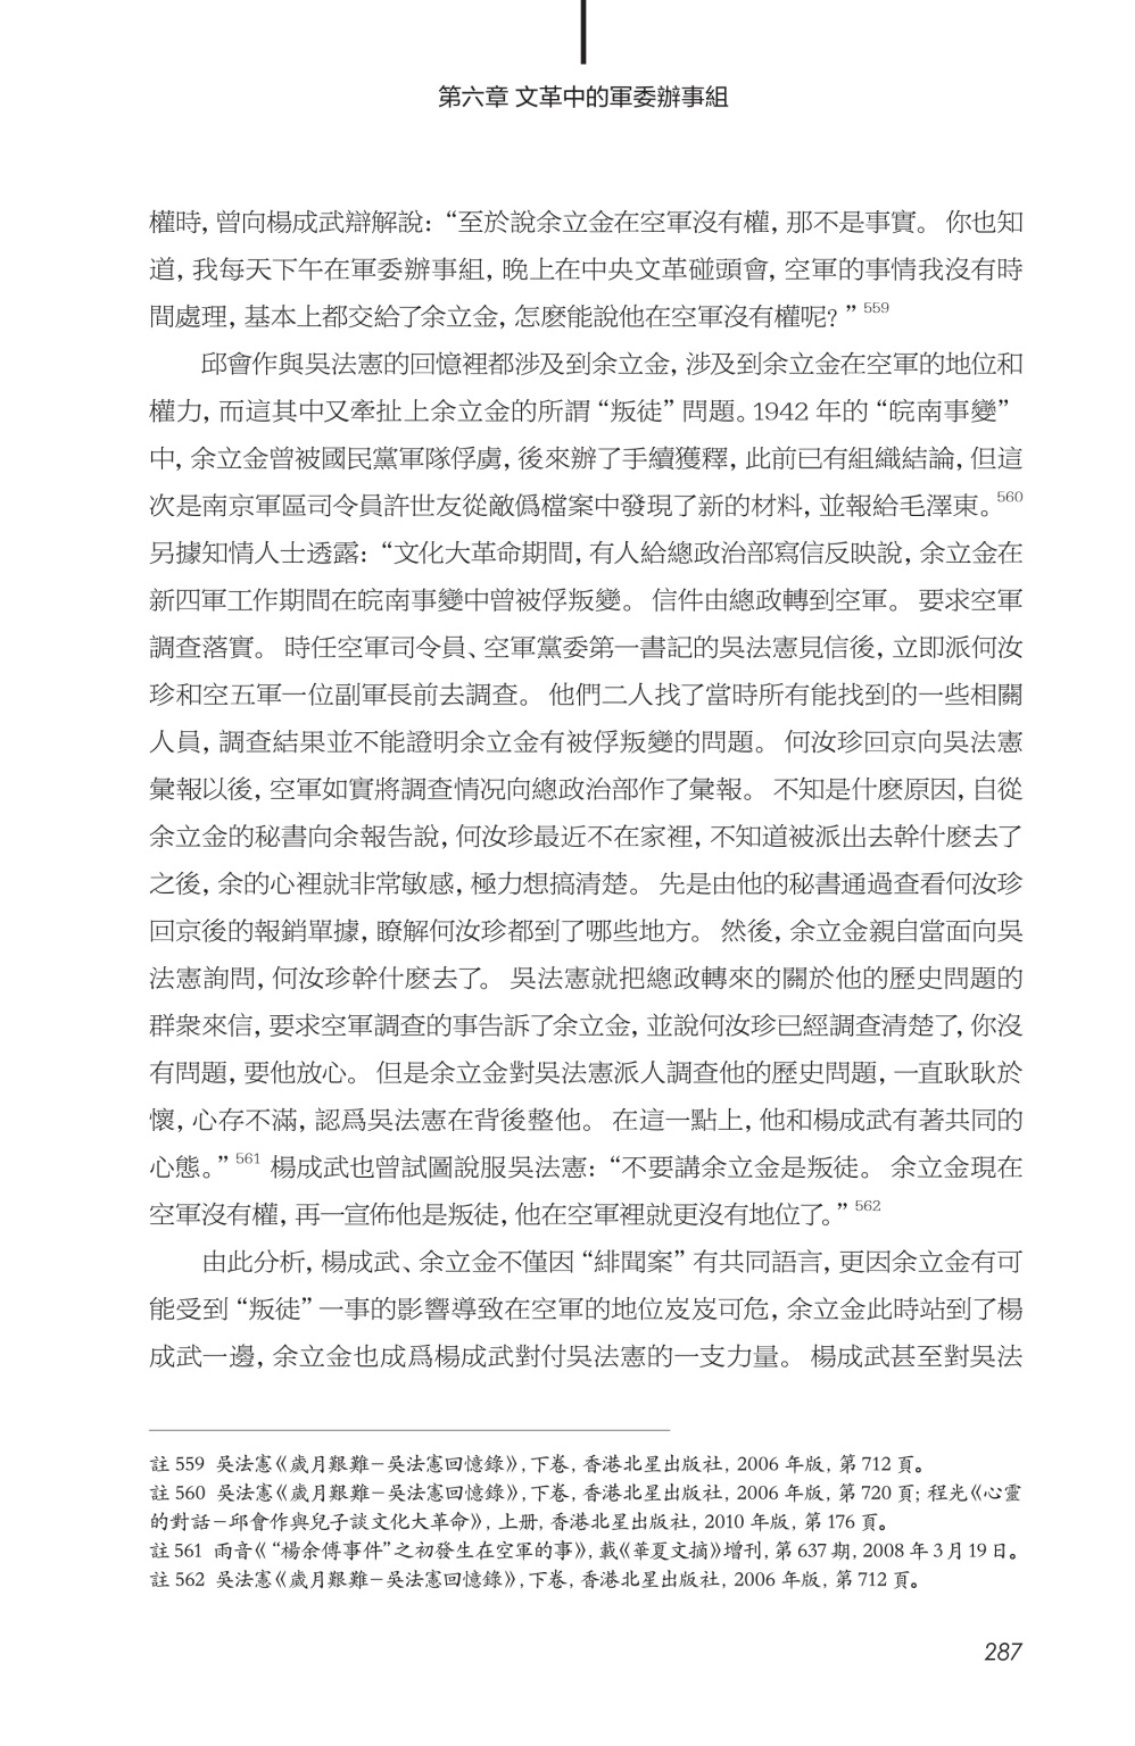 第六章 文革中的軍委辦事組
權時, 曾向楊成武辯解說: “至於說余立金在空軍沒有權, 那不是事實。 你也知
道, 我每天下午在軍委辦事組, 晚上在中央文革碰頭會, 空軍的事情我沒有時
間處理, 基本上都交給了余立金, 怎麽能說他在空軍沒有權呢? ” 559
邱會作與吳法憲的回憶裡都涉及到余立金, 涉及到余立金在空軍的地位和
權力, 而這其中又牽扯上余立金的所謂 “叛徒” 問題。1942 年的 “皖南事變”
中, 余立金曾被國民黨軍隊俘虜, 後來辦了手續獲釋, 此前已有組織結論, 但這
次是南京軍區司令員許世友從敵僞檔案中發現了新的材料, 並報給毛澤東。560
另據知情人士透露: “文化大革命期間, 有人給總政治部寫信反映說, 余立金在
新四軍工作期間在皖南事變中曾被俘叛變。 信件由總政轉到空軍。 要求空軍
調查落實。 時任空軍司令員、空軍黨委第一書記的吳法憲見信後, 立即派何汝
珍和空五軍一位副軍長前去調查。 他們二人找了當時所有能找到的一些相關
人員, 調查結果並不能證明余立金有被俘叛變的問題。 何汝珍回京向吳法憲
彙報以後, 空軍如實將調查情況向總政治部作了彙報。 不知是什麽原因, 自從
余立金的秘書向余報告說, 何汝珍最近不在家裡, 不知道被派出去幹什麽去了
之後, 余的心裡就非常敏感, 極力想搞清楚。 先是由他的秘書通過查看何汝珍
回京後的報銷單據, 瞭解何汝珍都到了哪些地方。 然後, 余立金親自當面向吳
法憲詢問, 何汝珍幹什麽去了。 吳法憲就把總政轉來的關於他的歷史問題的
群衆來信, 要求空軍調查的事告訴了余立金, 並說何汝珍已經調查清楚了, 你沒
有問題, 要他放心。 但是余立金對吳法憲派人調查他的歷史問題, 一直耿耿於
懷, 心存不滿, 認爲吳法憲在背後整他。 在這一點上, 他和楊成武有著共同的
心態。” 561 楊成武也曾試圖說服吳法憲: “不要講余立金是叛徒。 余立金現在
空軍沒有權, 再一宣佈他是叛徒, 他在空軍裡就更沒有地位了。” 562
由此分析, 楊成武、余立金不僅因 “緋聞案” 有共同語言, 更因余立金有可
能受到 “叛徒” 一事的影響導致在空軍的地位岌岌可危, 余立金此時站到了楊
成武一邊, 余立金也成爲楊成武對付吳法憲的一支力量。 楊成武甚至對吳法
註 559 吳法憲《歲月艱難－吳法憲回憶錄》, 下卷, 香港北星出版社, 2006 年版, 第 712 頁。
註 560 吳法憲《歲月艱難－吳法憲回憶錄》, 下卷, 香港北星出版社, 2006 年版, 第 720 頁; 程光《心靈
的對話－邱會作與兒子談文化大革命》, 上册, 香港北星出版社, 2010 年版, 第 176 頁。
註 561 雨音《 “楊余傅事件”之初發生在空軍的事》, 載《華夏文摘》增刊, 第 637 期, 2008 年 3 月 19 日。
註 562 吳法憲《歲月艱難－吳法憲回憶錄》, 下卷, 香港北星出版社, 2006 年版, 第 712 頁。
287